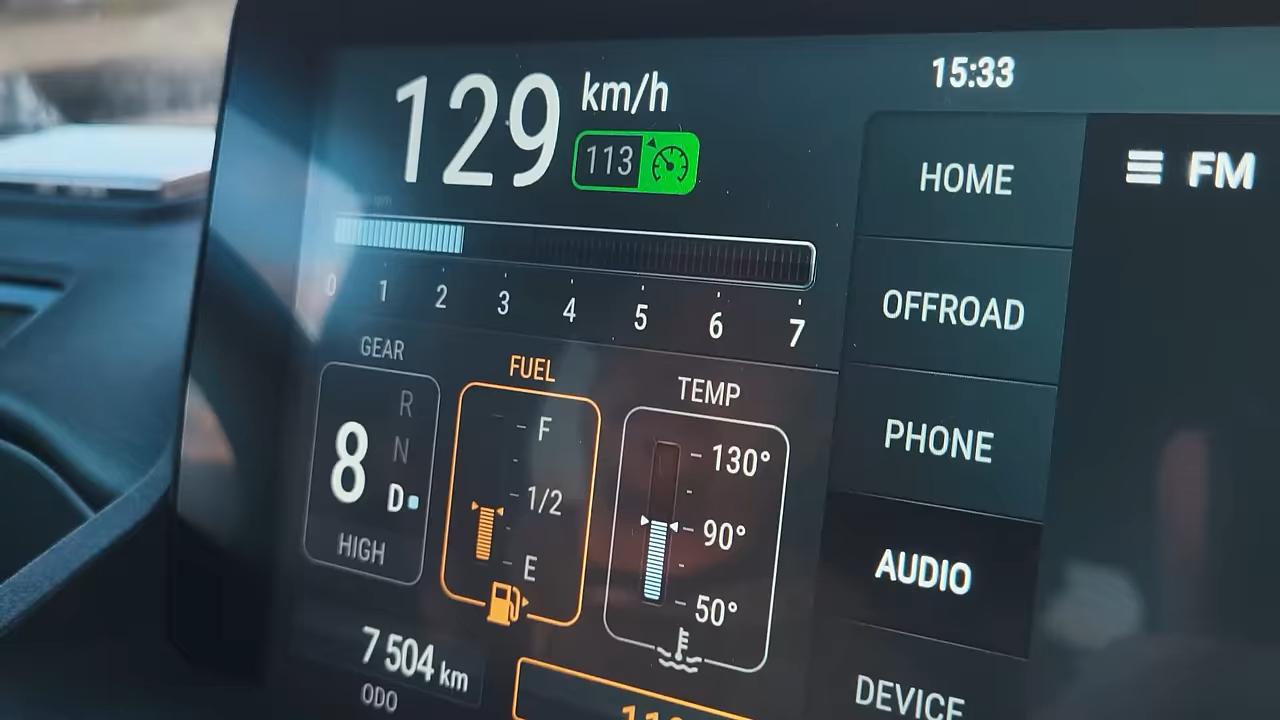 129 km/h
113
15:33
0 1 2 3 4 5 6 7
GEAR
8
R
N
D
HIGH
FUEL
F
1/2
E
TEMP
130°
90°
50°
7 504 km
ODO
HOME
OFFROAD
PHONE
AUDIO
DEVICE
FM